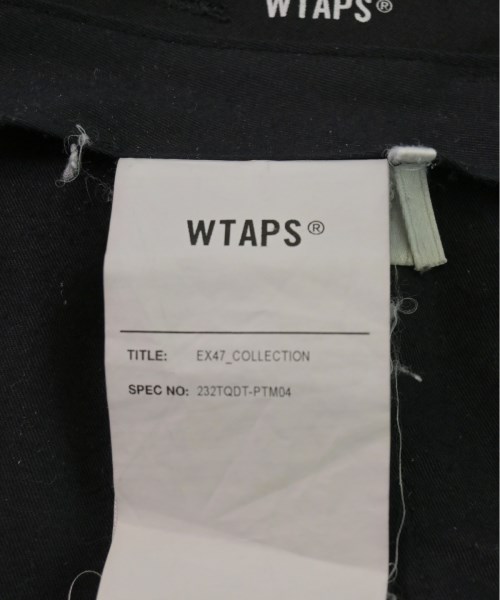 WTAPS®
WTAPS®
TITLE: EX47_COLLECTION
SPEC NO: 232TQDT-PTM04